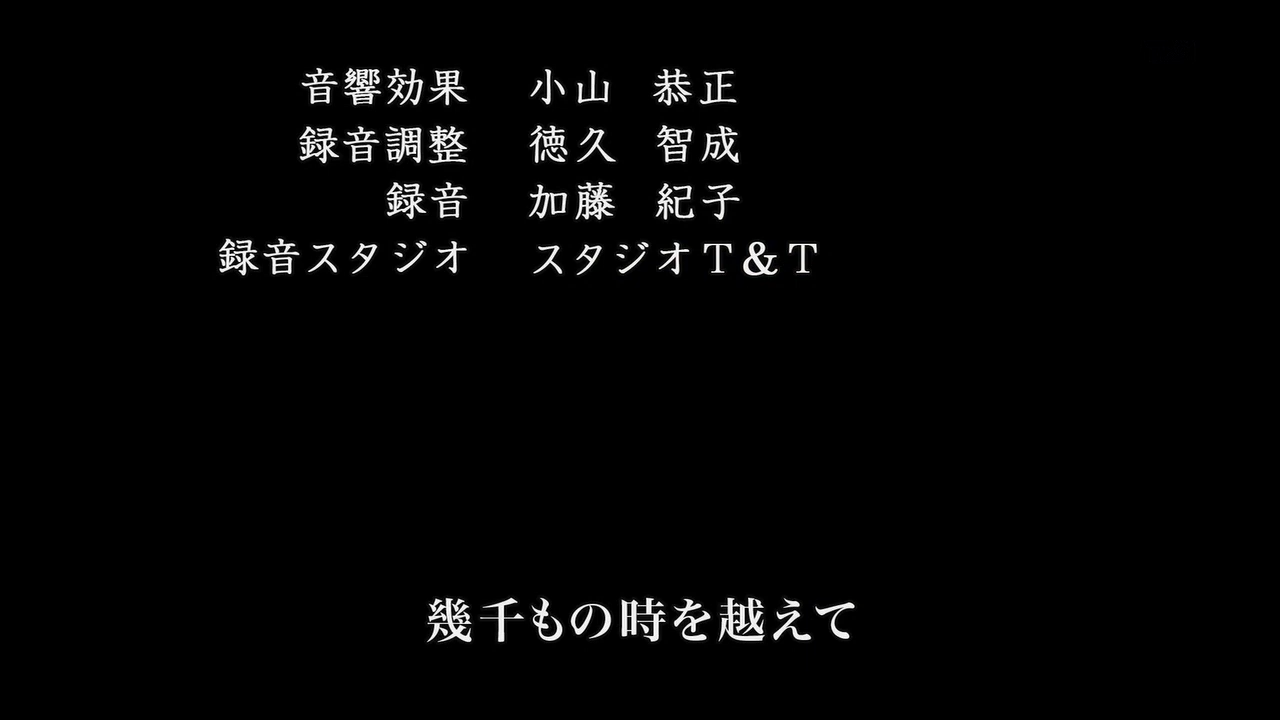 音響効果 小山 恭正
録音調整 徳久 智成
録音 加藤 紀子
録音スタジオ スタジオT&T
幾千もの時を越えて